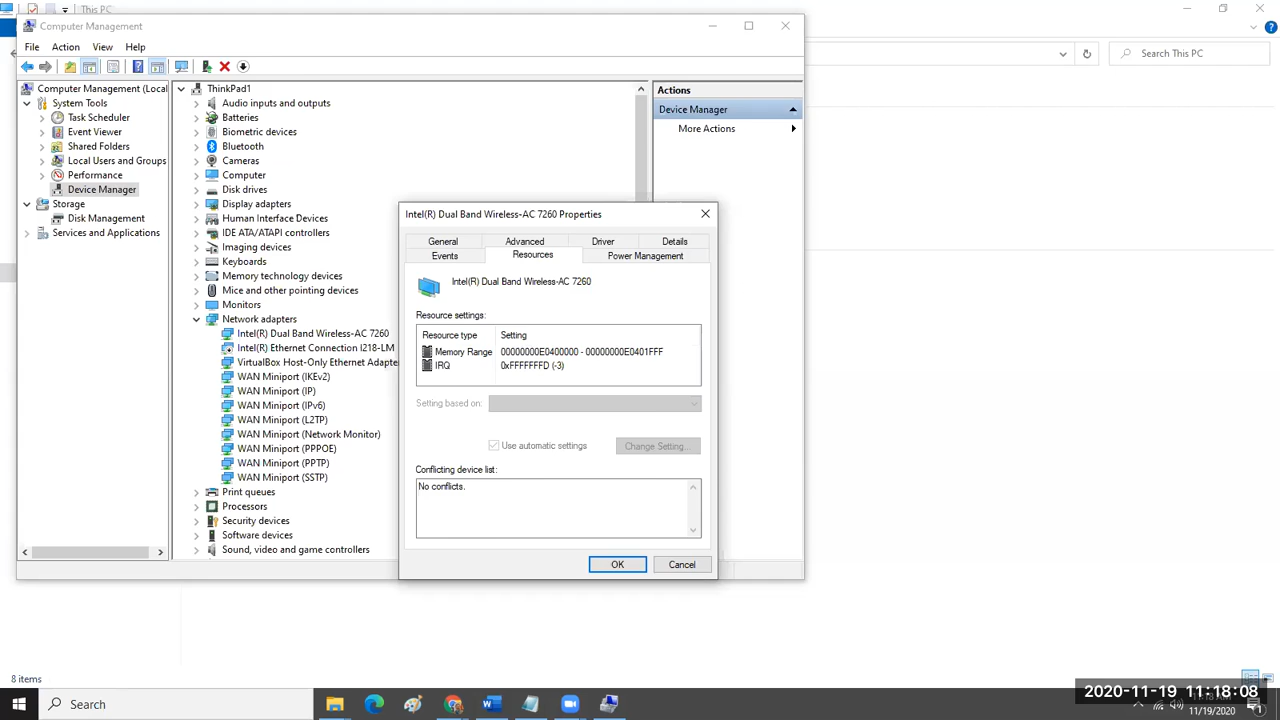 This PC
Computer Management
File Action View Help
Search This PC
Computer Management (Local
System Tools
Task Scheduler
Event Viewer
Shared Folders
Local Users and Groups
Performance
Device Manager
Storage
Disk Management
Services and Applications
ThinkPad1
Audio inputs and outputs
Batteries
Biometric devices
Bluetooth
Cameras
Computer
Disk drives
Display adapters
Human Interface Devices
IDE ATA/ATAPI controllers
Imaging devices
Keyboards
Memory technology devices
Mice and other pointing devices
Monitors
Network adapters
Intel(R) Dual Band Wireless-AC 7260
Intel(R) Ethernet Connection I218-LM
VirtualBox Host-Only Ethernet Adapte
WAN Miniport (IKEv2)
WAN Miniport (IP)
WAN Miniport (IPv6)
WAN Miniport (L2TP)
WAN Miniport (Network Monitor)
WAN Miniport (PPPOE)
WAN Miniport (PPTP)
WAN Miniport (SSTP)
Print queues
Processors
Security devices
Software devices
Sound, video and game controllers
Actions
Device Manager
More Actions
Intel(R) Dual Band Wireless-AC 7260 Properties
General Advanced Driver Details
Events Resources Power Management
Intel(R) Dual Band Wireless-AC 7260
Resource settings:
Resource type Setting
Memory Range 00000000E0400000 - 00000000E0401FFF
IRQ 0xFFFFFFFD (-3)
Setting based on:
Use automatic settings Change Setting...
Conflicting device list:
No conflicts.
OK Cancel
8 items
Search
2020-11-19 11:18:08
11/19/2020